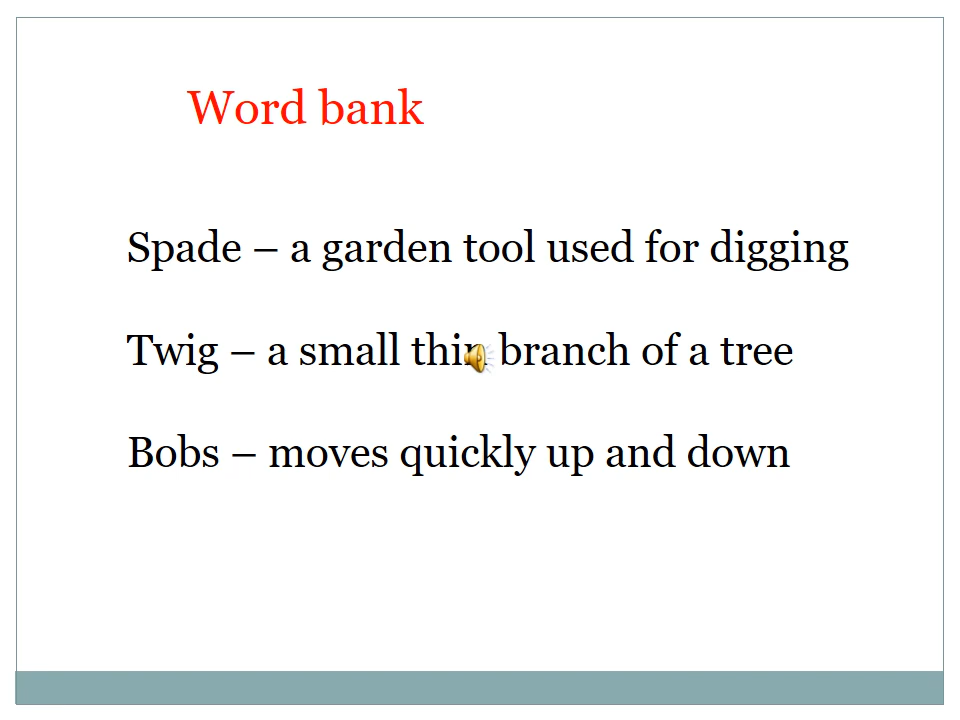 Word bank
Spade – a garden tool used for digging
Twig – a small thin branch of a tree
Bobs – moves quickly up and down